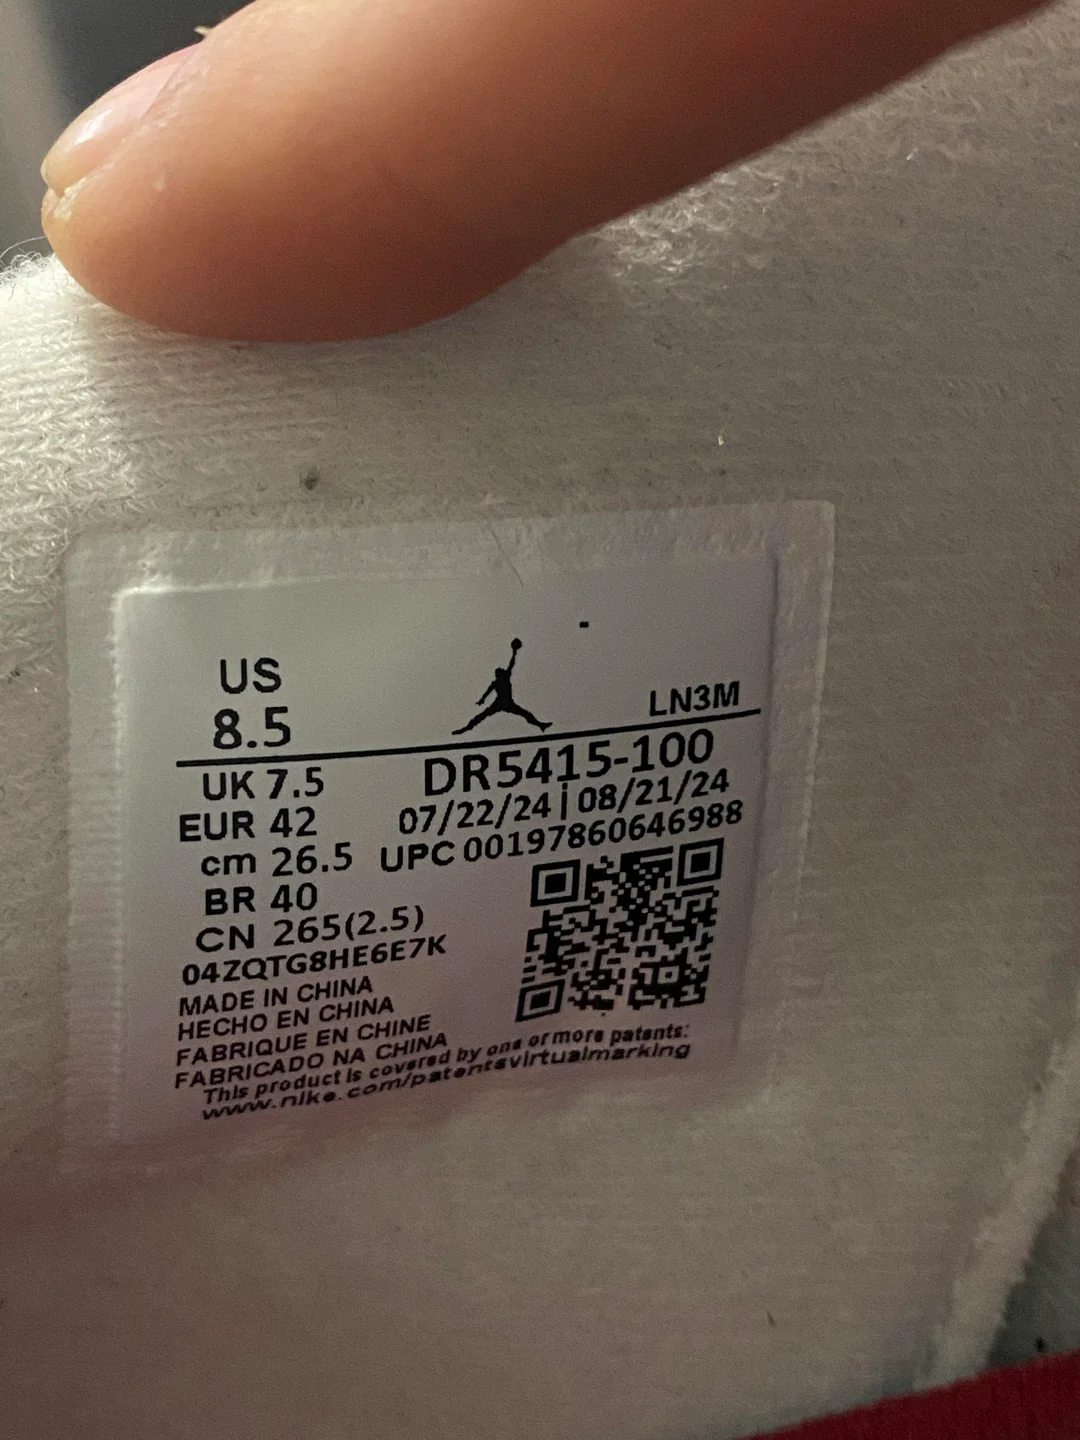 US
8.5
LN3M
UK 7.5
DR5415-100
EUR 42
07/22/24 | 08/21/24
cm 26.5
UPC 00197860646988
BR 40
CN 265(2.5)
04ZQTG8HE6E7K
MADE IN CHINA
HECHO EN CHINA
FABRIQUE EN CHINE
FABRICADO NA CHINA
This product is covered by one or more patents:
www.nike.com/patentsvirtualmarking